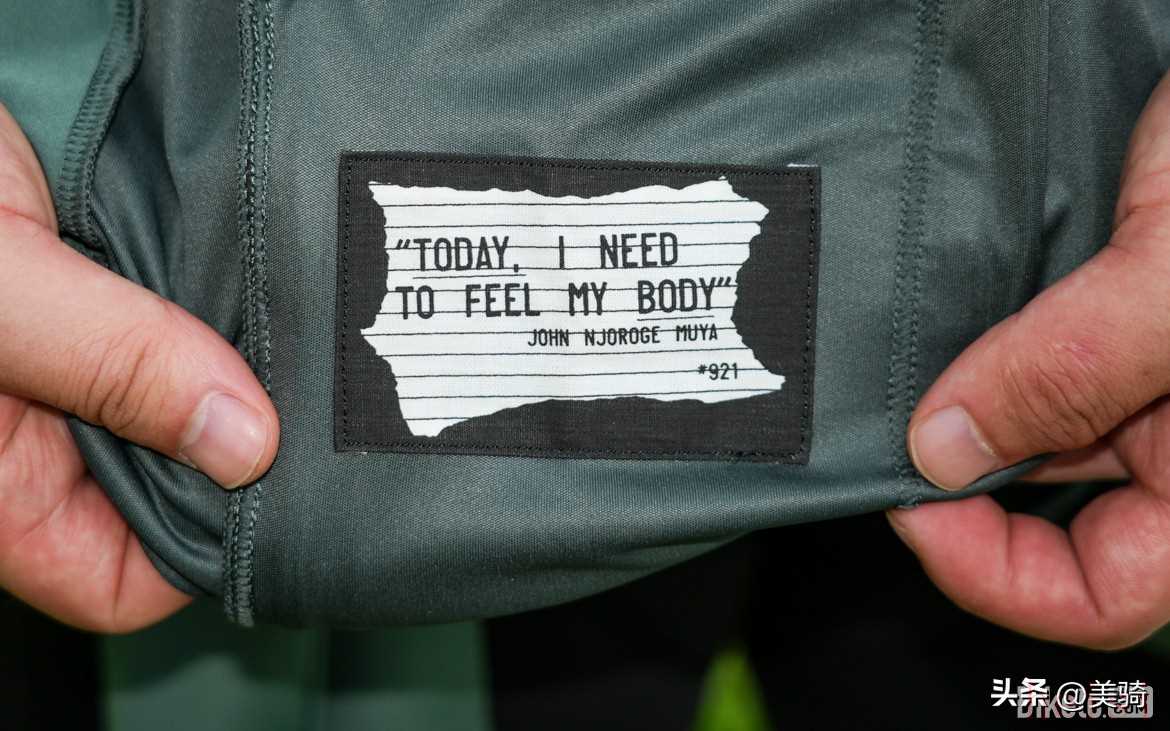 “TODAY, I NEED
TO FEEL MY BODY”
JOHN NJOROGE MUYA
#921
头条 @美骑